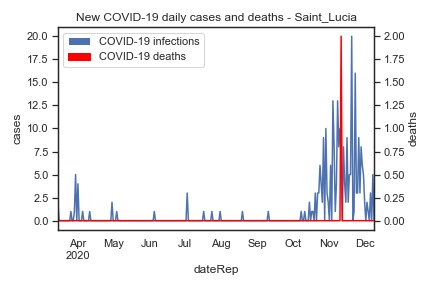 New COVID-19 daily cases and deaths - Saint_Lucia
COVID-19 infections
COVID-19 deaths
cases
20.0
17.5
15.0
12.5
10.0
7.5
5.0
2.5
0.0
2.00
1.75
1.50
1.25
1.00
0.75
0.50
0.25
0.00
deaths
Apr May Jun Jul Aug Sep Oct Nov Dec
2020
dateRep